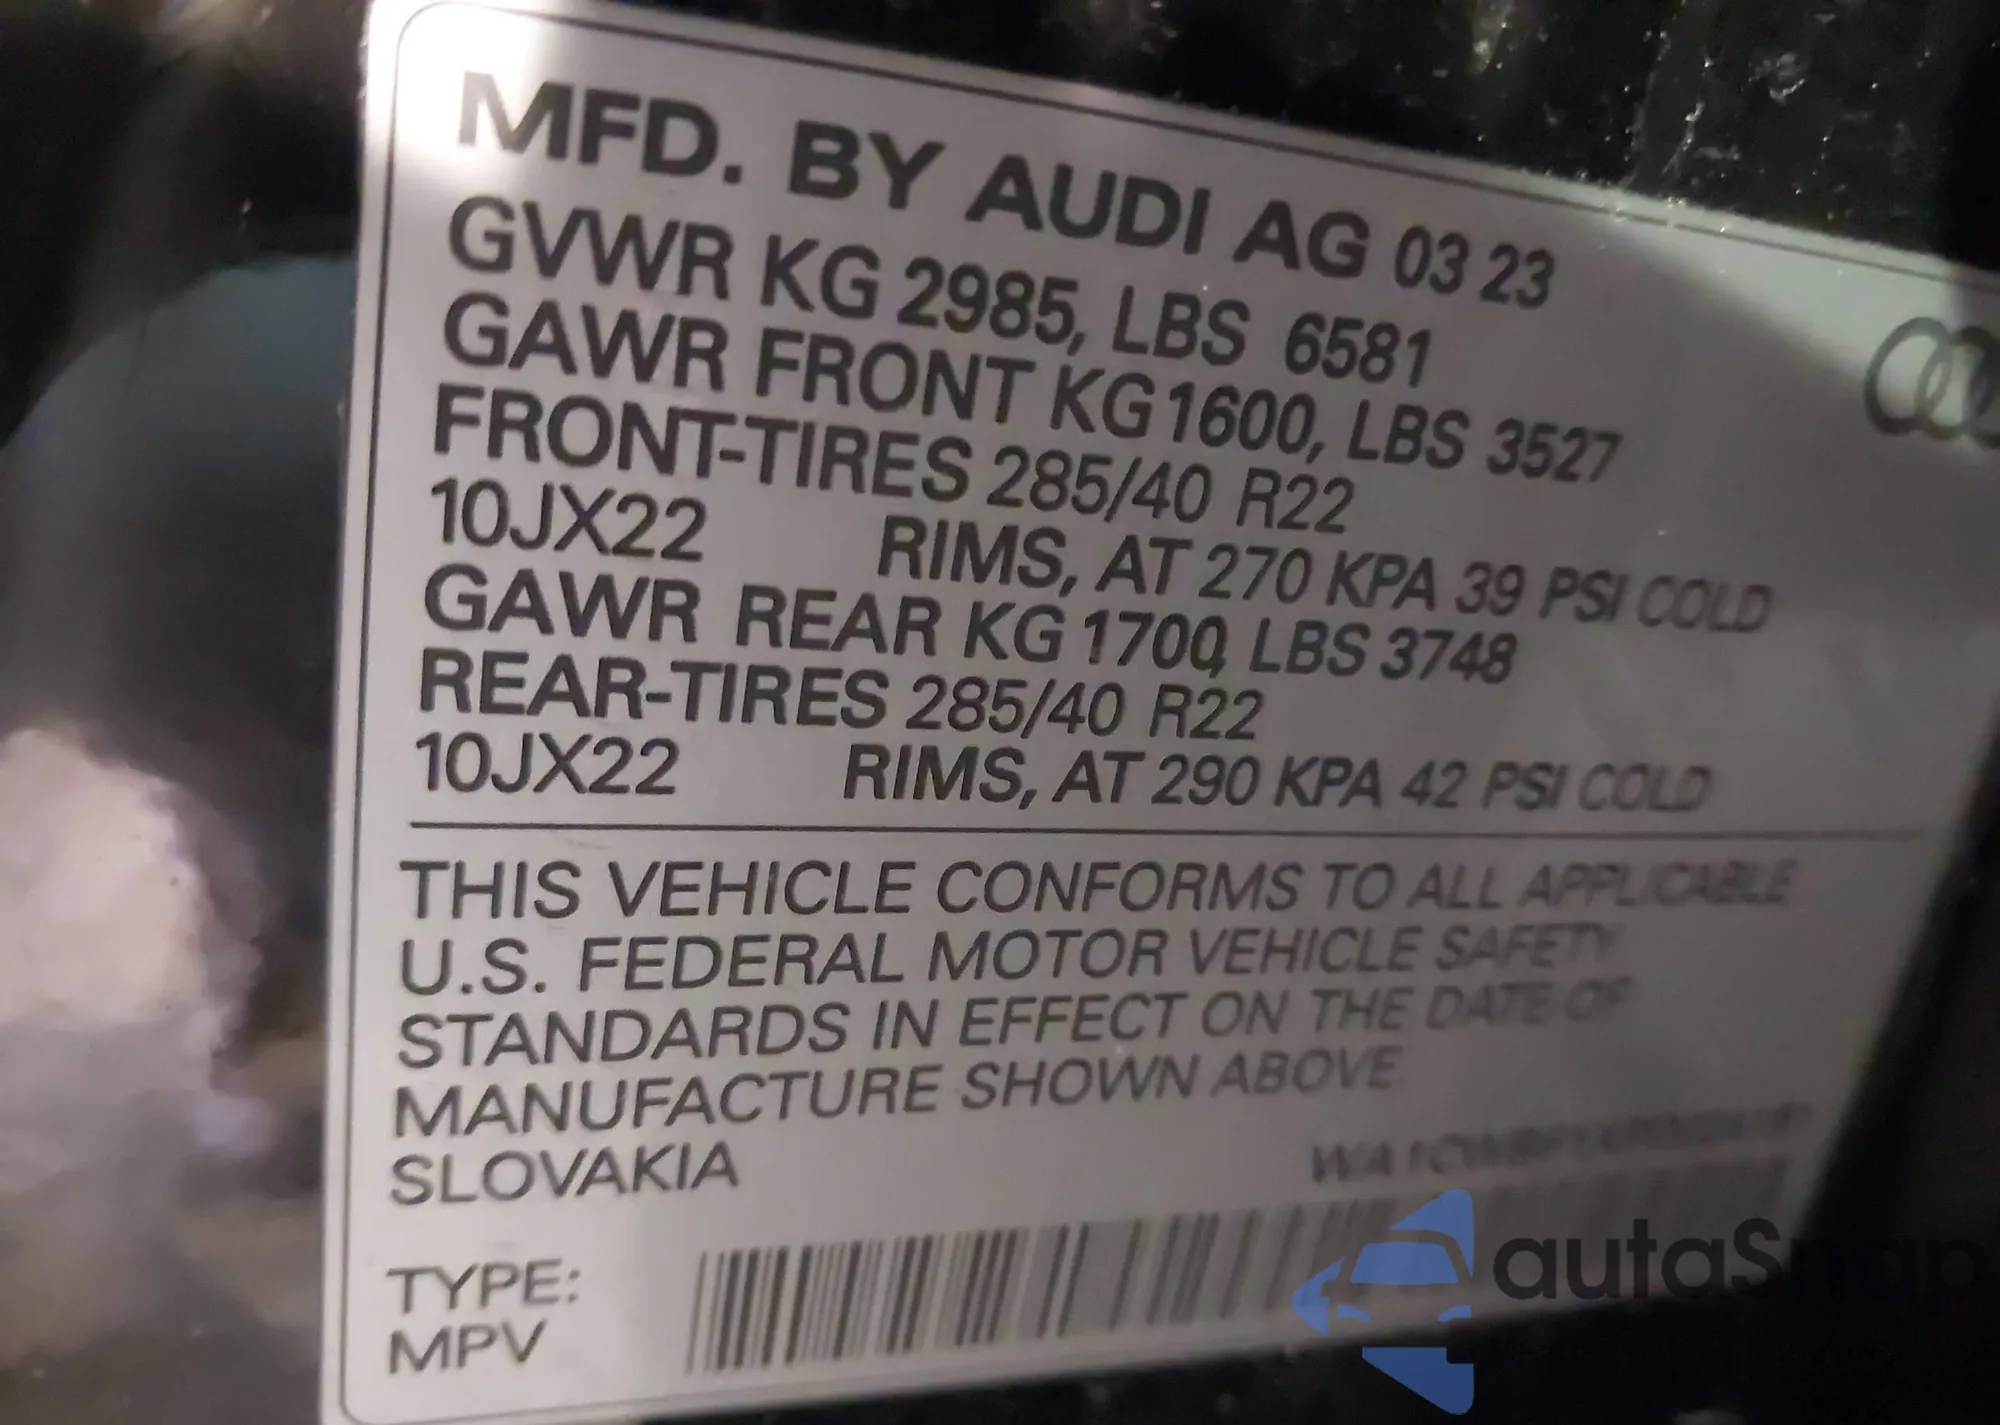 MFD. BY AUDI AG 03 23
GVWR KG 2985, LBS 6581
GAWR FRONT KG 1600, LBS 3527
FRONT-TIRES 285/40 R22
10JX22 RIMS, AT 270 KPA 39 PSI COLD
GAWR REAR KG 1700, LBS 3748
REAR-TIRES 285/40 R22
10JX22 RIMS, AT 290 KPA 42 PSI COLD
THIS VEHICLE CONFORMS TO ALL APPLICABLE
U.S. FEDERAL MOTOR VEHICLE SAFETY
STANDARDS IN EFFECT ON THE DATE OF
MANUFACTURE SHOWN ABOVE.
SLOVAKIA
TYPE:
MPV
autaSnap